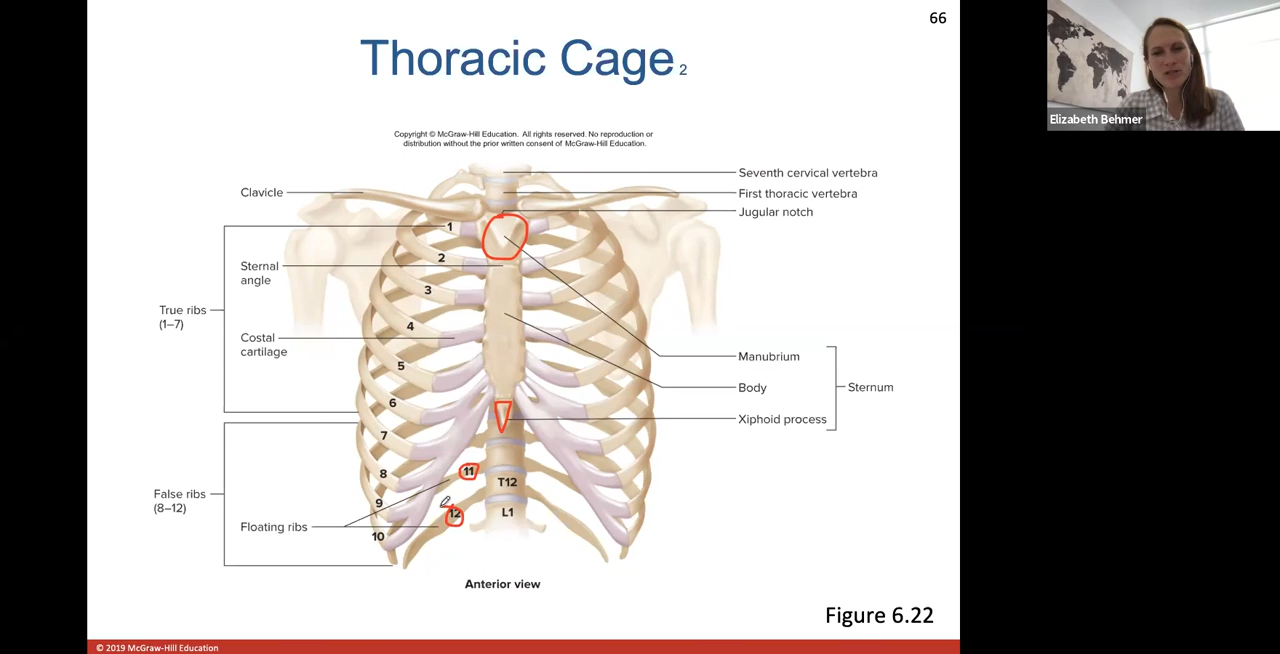 66
Thoracic Cage 2
Elizabeth Behmer
Copyright © McGraw-Hill Education. All rights reserved. No reproduction or
distribution without the prior written consent of McGraw-Hill Education.
Clavicle
Seventh cervical vertebra
First thoracic vertebra
Jugular notch
1
2
Sternal
angle
3
True ribs
(1–7)
4
Costal
cartilage
5
6
7
Manubrium
Body
Sternum
Xiphoid process
8
9
10
11
12
T12
L1
False ribs
(8–12)
Floating ribs
Anterior view
Figure 6.22
© 2019 McGraw-Hill Education